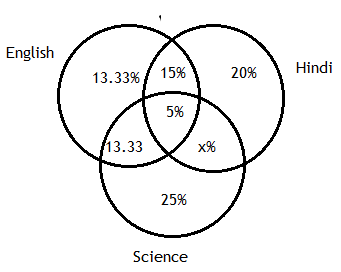 English
Hindi
13.33%
15%
20%
5%
13.33
x%
25%
Science